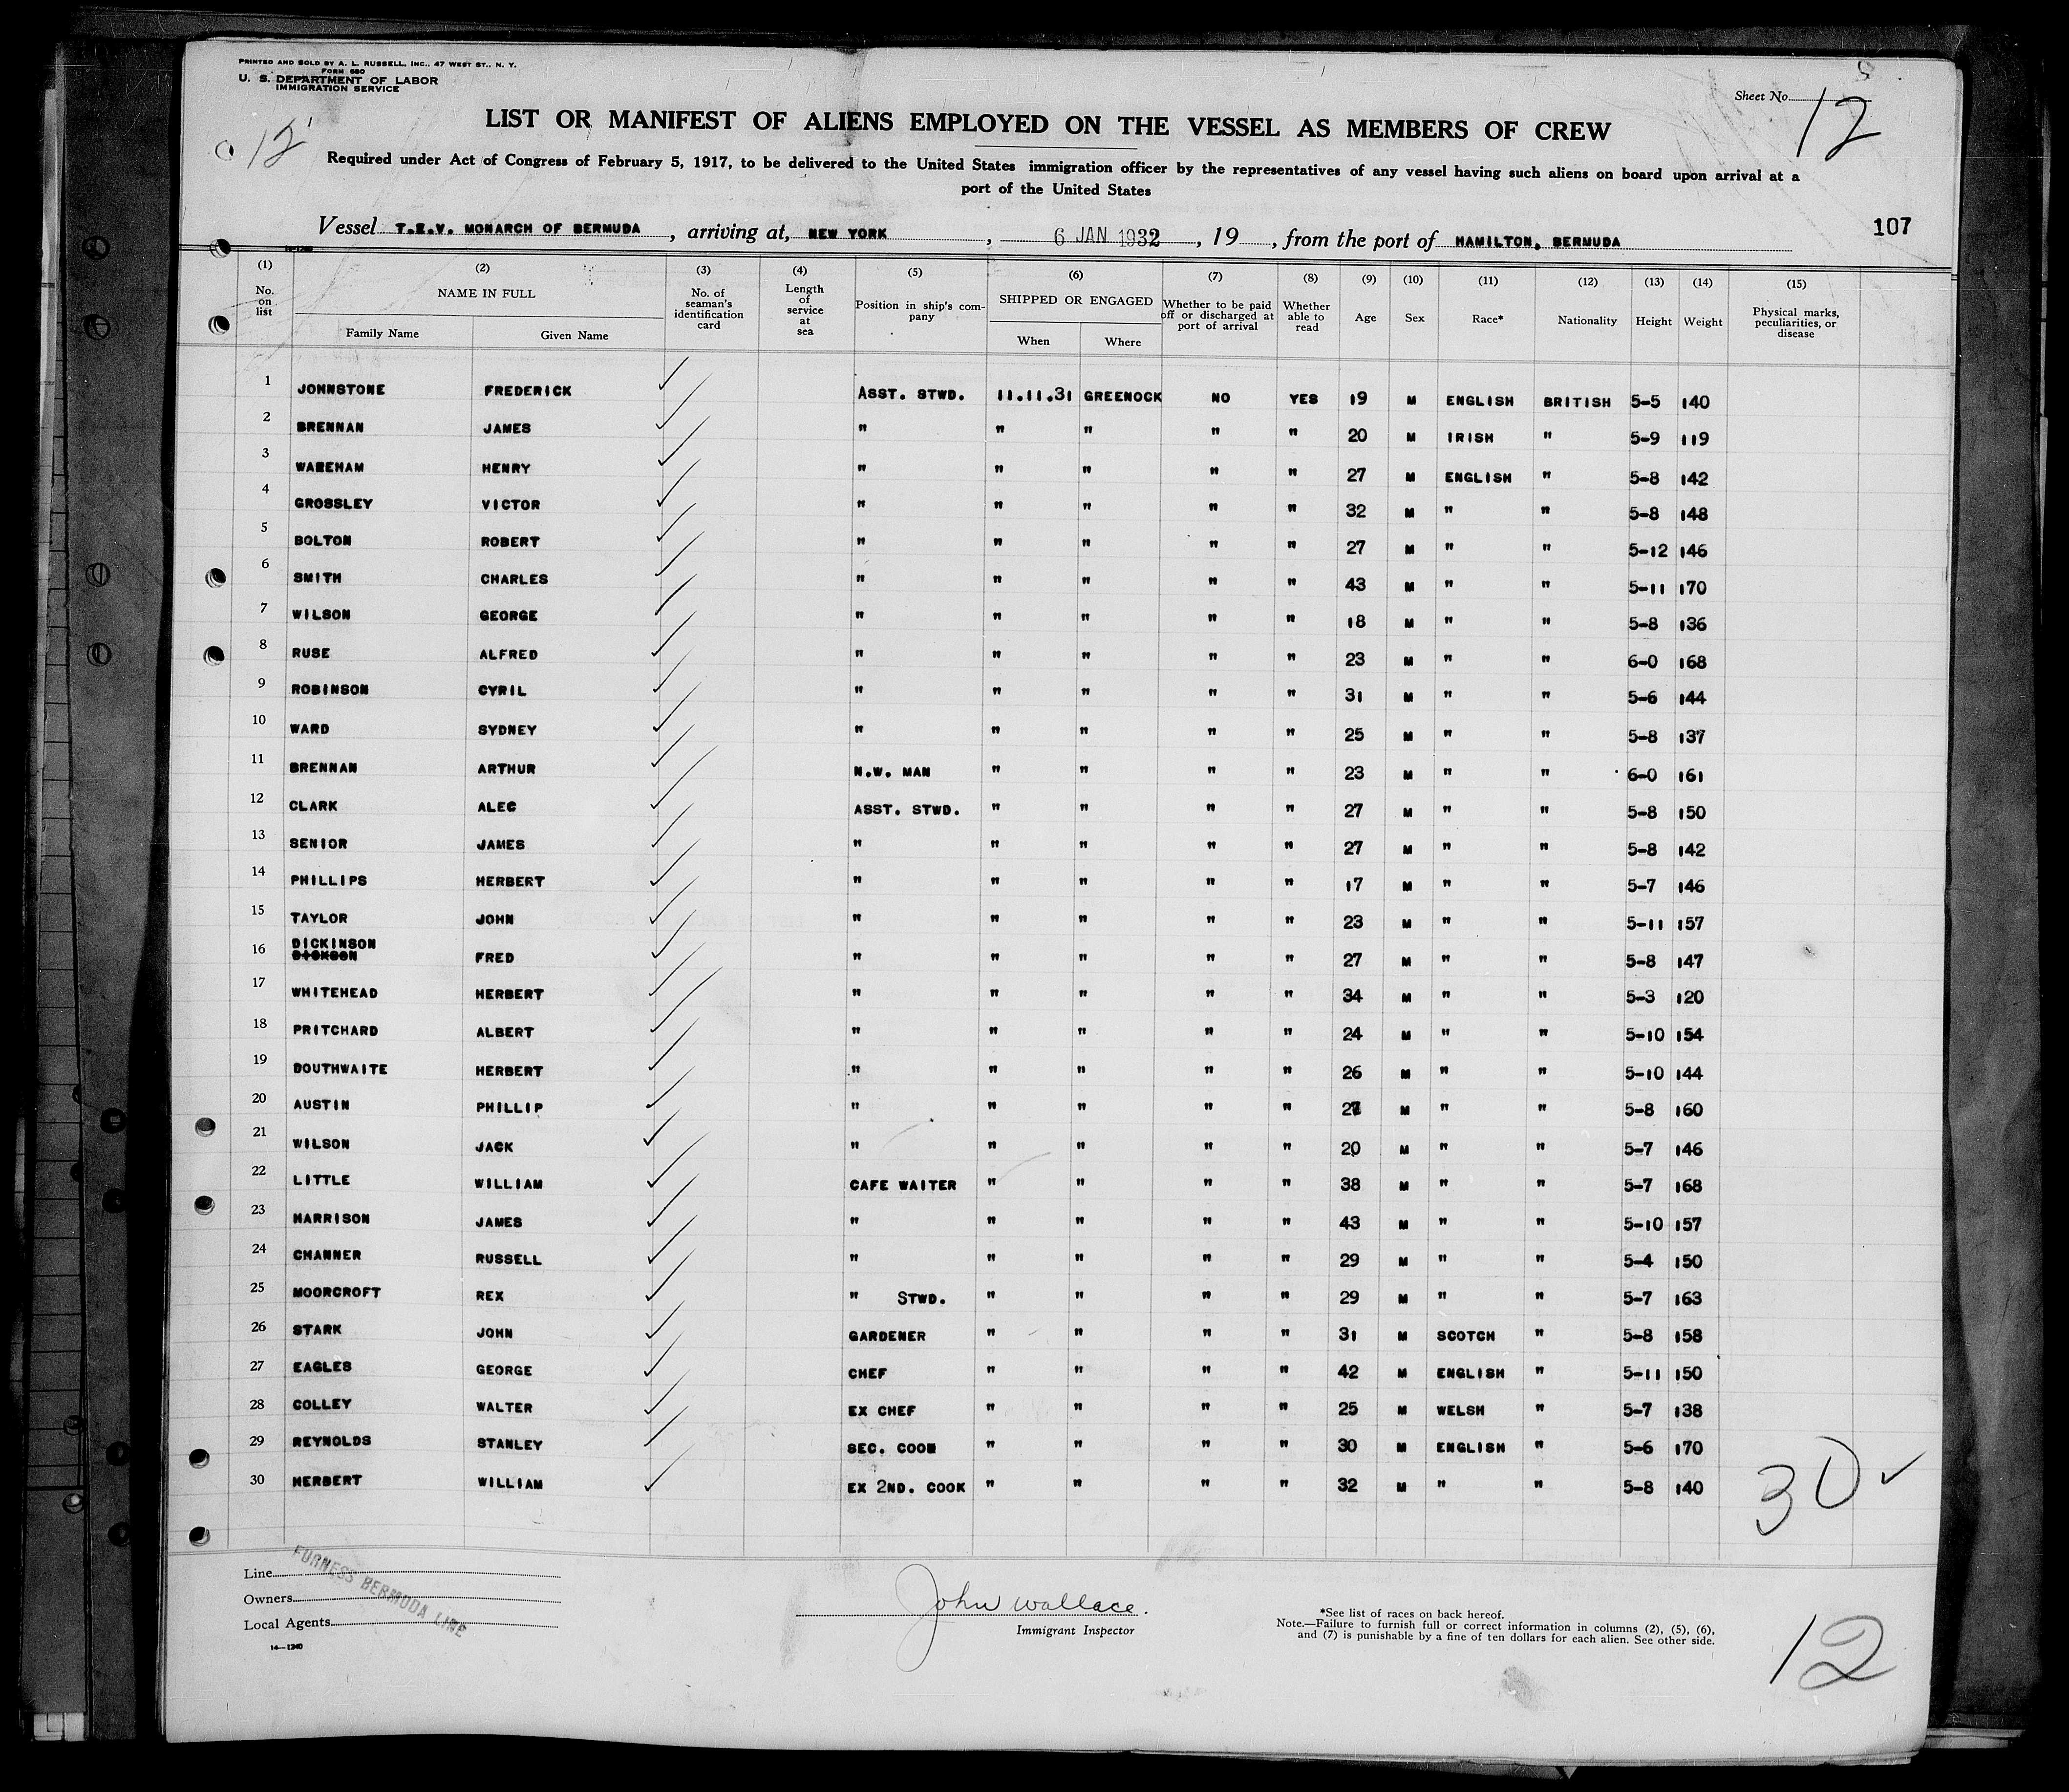 PRINTED AND SOLD BY A. L. RUSSELL, INC., 47 WEST ST., N. Y.
FORM 680
U. S. DEPARTMENT OF LABOR
IMMIGRATION SERVICE
Sheet No. 12
12
LIST OR MANIFEST OF ALIENS EMPLOYED ON THE VESSEL AS MEMBERS OF CREW
Required under Act of Congress of February 5, 1917, to be delivered to the United States immigration officer by the representatives of any vessel having such aliens on board upon arrival at a
port of the United States
107
Vessel T.E.V. MONARCH OF BERMUDA, arriving at, NEW YORK, 6 JAN 1932, 19, from the port of HAMILTON, BERMUDA
14-1240
(1) (2) (3) (4) (5) (6) (7) (8) (9) (10) (11) (12) (13) (14) (15)
No. on list NAME IN FULL Family Name Given Name No. of seaman's identification card Length of service at sea Position in ship's company SHIPPED OR ENGAGED When Where Whether to be paid off or discharged at port of arrival Whether able to read Age Sex Race* Nationality Height Weight Physical marks, peculiarities, or disease
1 JOHNSTONE FREDERICK ASST. STWD. 11.11.31 GREENOCK NO YES 19 M ENGLISH BRITISH 5-5 140
2 BRENNAN JAMES " " " " " 20 M IRISH " 5-9 119
3 WAREHAM HENRY " " " " " 27 M ENGLISH " 5-8 142
4 GROSSLEY VICTOR " " " " " 32 M " " 5-8 148
5 BOLTON ROBERT " " " " " 27 M " " 5-12 146
6 SMITH CHARLES " " " " " 43 M " " 5-11 170
7 WILSON GEORGE " " " " " 18 M " " 5-8 136
8 RUSE ALFRED " " " " " 23 M " " 6-0 168
9 ROBINSON CYRIL " " " " " 31 M " " 5-6 144
10 WARD SYDNEY " " " " " 25 M " " 5-8 137
11 BRENNAN ARTHUR N.W. MAN " " " " 23 M " " 6-0 161
12 CLARK ALEC ASST. STWD. " " " " 27 M " " 5-8 150
13 SENIOR JAMES " " " " " 27 M " " 5-8 142
14 PHILLIPS HERBERT " " " " " 17 M " " 5-7 146
15 TAYLOR JOHN " " " " " 23 M " " 5-11 157
16 DICKINSON FRED " " " " " 27 M " " 5-8 147
17 WHITEHEAD HERBERT " " " " " 34 M " " 5-3 120
18 PRITCHARD ALBERT " " " " " 24 M " " 5-10 154
19 DOUTHWAITE HERBERT " " " " " 26 M " " 5-10 144
20 AUSTIN PHILLIP " " " " " M " " 5-8 160
21 WILSON JACK " " " " " 20 M " " 5-7 146
22 LITTLE WILLIAM CAFE WAITER " " " " 38 M " " 5-7 168
23 HARRISON JAMES " " " " " 43 M " " 5-10 157
24 CHANNER RUSSELL " " " " " 29 M " " 5-4 150
25 MOORCROFT REX " STWD. " " " " 29 M " " 5-7 163
26 STARK JOHN GARDENER " " " " 31 M SCOTCH " 5-8 158
27 EAGLES GEORGE CHEF " " " " 42 M ENGLISH " 5-11 150
28 COLLEY WALTER EX CHEF " " " " 25 M WELSH " 5-7 138
29 REYNOLDS STANLEY SEC. COOK " " " " 30 M ENGLISH " 5-6 170
30 HERBERT WILLIAM EX 2ND. COOK " " " " 32 M " " 5-8 140
30 ✓
Line
Owners
Local Agents
FURNESS BERMUDA LINE
14—1240
John Wallace.
Immigrant Inspector
*See list of races on back hereof.
Note.—Failure to furnish full or correct information in columns (2), (5), (6),
and (7) is punishable by a fine of ten dollars for each alien. See other side.
12